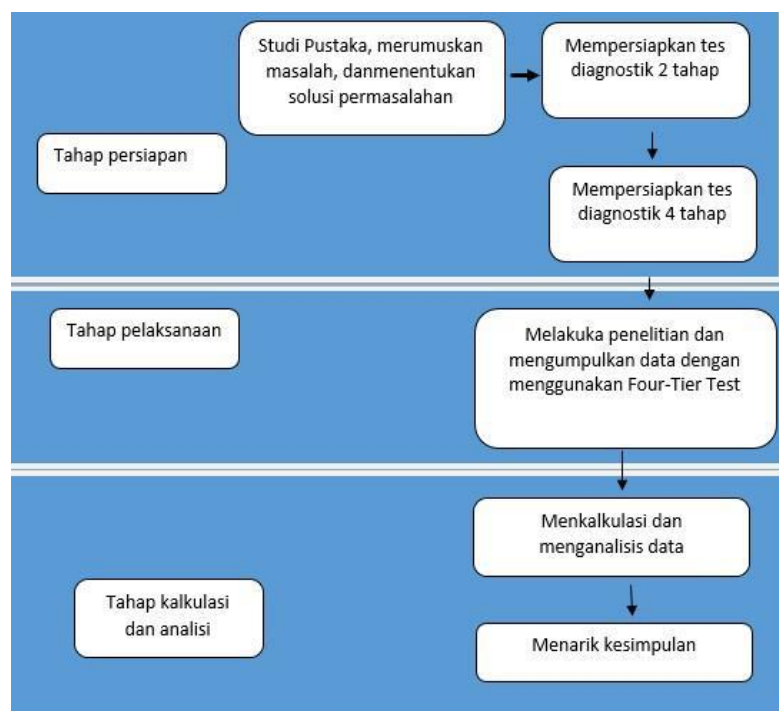 Studi Pustaka, merumuskan
masalah, danmenentukan
solusi permasalahan
Mempersiapkan tes
diagnostik 2 tahap
Tahap persiapan
Mempersiapkan tes
diagnostik 4 tahap
Tahap pelaksanaan
Melakuka penelitian dan
mengumpulkan data dengan
menggunakan Four-Tier Test
Menkalkulasi dan
menganalisis data
Tahap kalkulasi
dan analisi
Menarik kesimpulan